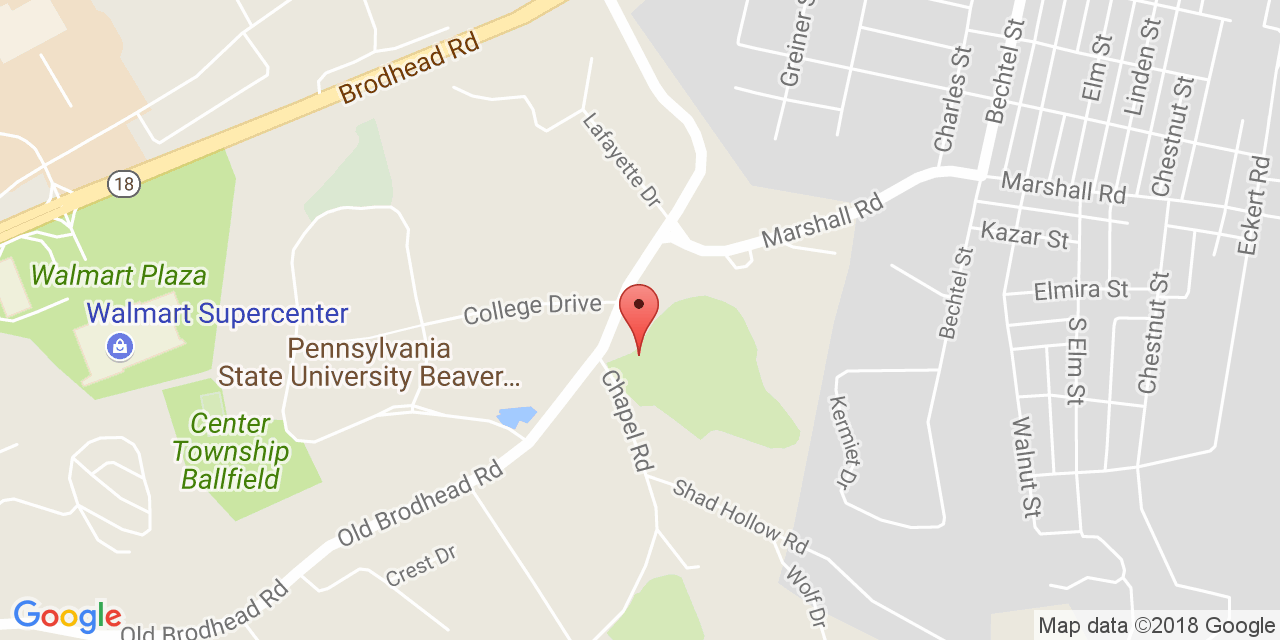 Greiner S
Bechtel St
Elm St
Linden St
Brodhead Rd
Charles St
Chestnut St
Lafayette Dr
18
Marshall Rd
Eckert Rd
Marshall Rd
Kazar St
Walmart Plaza
Bechtel St
Elmira St
Walmart Supercenter
College Drive
Chestnut St
Pennsylvania
State University Beaver...
S Elm St
Center
Township
Ballfield
Chapel Rd
Kermiet Dr
Walnut St
Old Brodhead Rd
Shad Hollow Rd
Crest Dr
Wolf Dr
Old Brodhead Rd
Google
Map data ©2018 Google